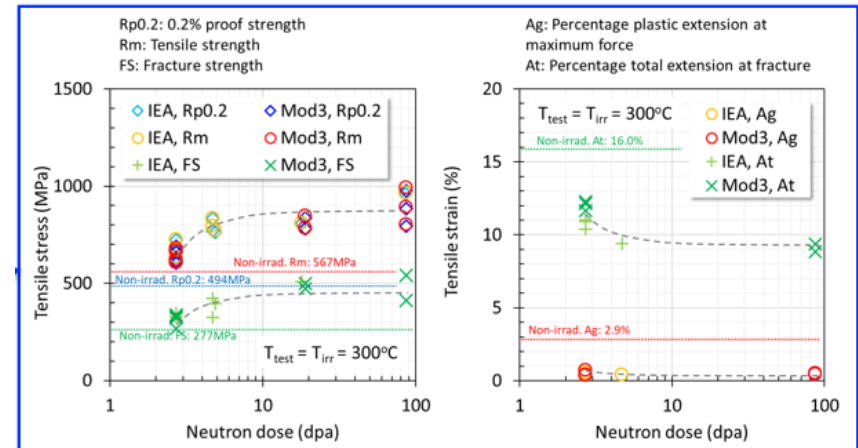 Rp0.2: 0.2% proof strength
Rm: Tensile strength
FS: Fracture strength
1500
1000
500
0
Tensile stress (MPa)
IEA, Rp0.2
Mod3, Rp0.2
IEA, Rm
Mod3, Rm
IEA, FS
Mod3, FS
Non-irrad. Rm: 567MPa
Non-irrad. Rp0.2: 494MPa
Non-irrad. FS: 277MPa
Ttest = Tirr = 300oC
1
10
100
Neutron dose (dpa)
Ag: Percentage plastic extension at
maximum force
At: Percentage total extension at fracture
20
15
10
5
0
Tensile strain (%)
Ttest = Tirr = 300oC
IEA, Ag
Mod3, Ag
IEA, At
Mod3, At
Non-irrad. At: 16.0%
Non-irrad. Ag: 2.9%
1
10
100
Neutron dose (dpa)